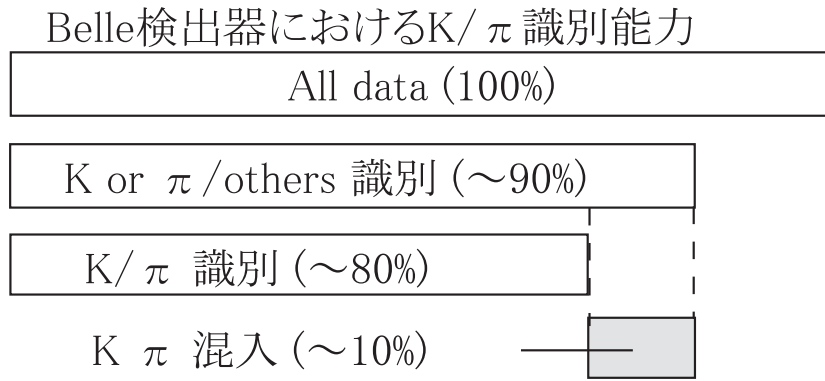 Belle検出器におけるK/π識別能力
All data (100%)
K or π/others 識別 (～90%)
K/π 識別 (～80%)
K π 混入 (～10%)